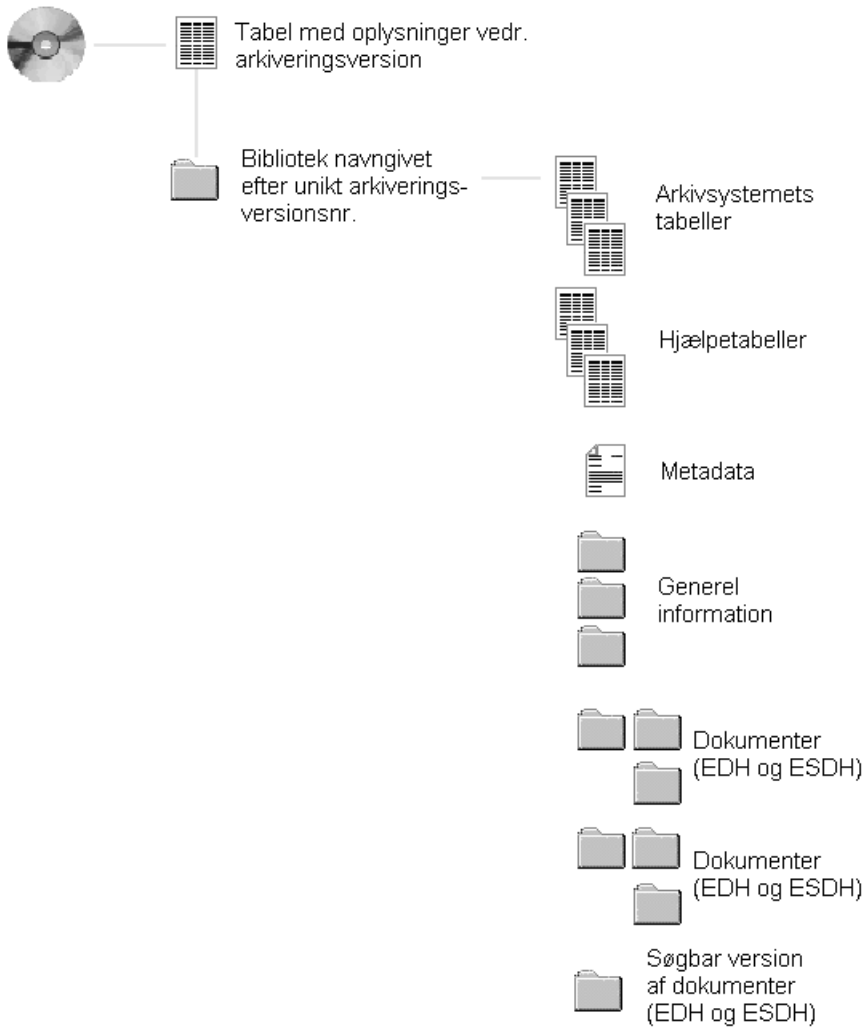 Tabel med oplysninger vedr.
arkiveringsversion
Bibliotek navngivet
efter unikt arkiverings-
versionsnr.
Arkivsystemets
tabeller
Hjælpetabeller
Metadata
Generel
information
Dokumenter
(EDH og ESDH)
Dokumenter
(EDH og ESDH)
Søgbar version
af dokumenter
(EDH og ESDH)